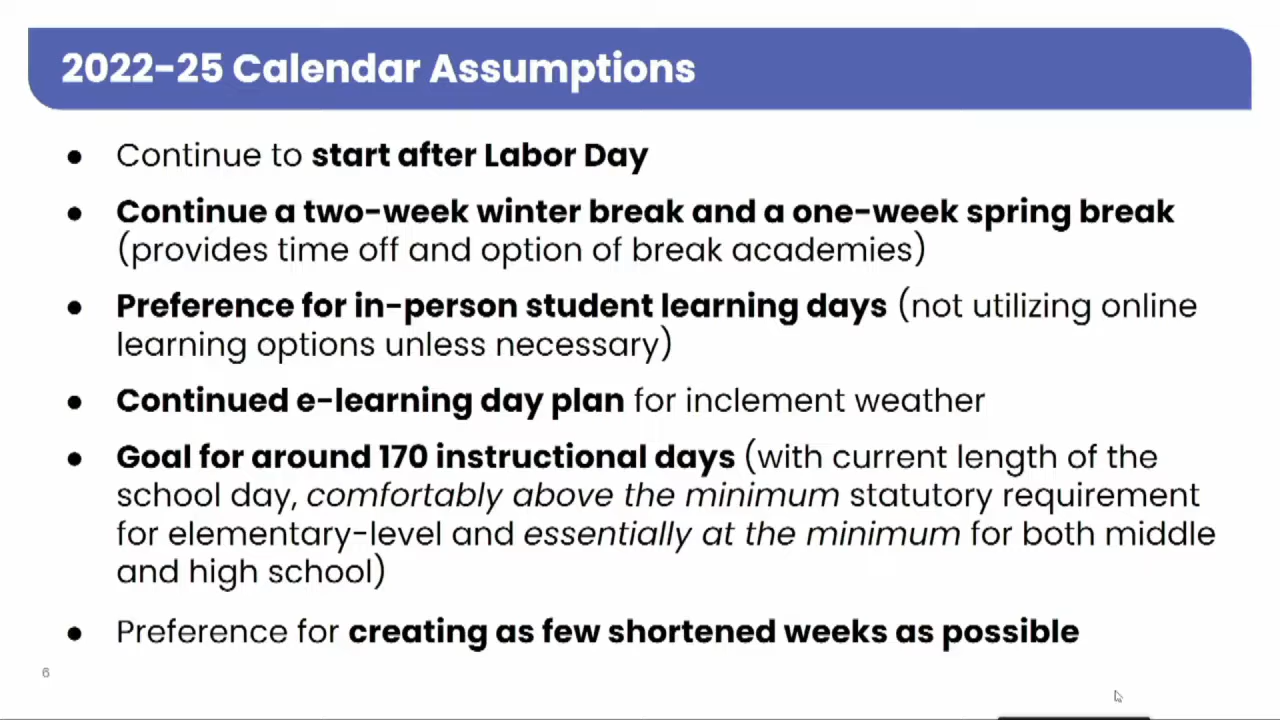 2022-25 Calendar Assumptions
● Continue to start after Labor Day
● Continue a two-week winter break and a one-week spring break
(provides time off and option of break academies)
● Preference for in-person student learning days (not utilizing online
learning options unless necessary)
● Continued e-learning day plan for inclement weather
● Goal for around 170 instructional days (with current length of the
school day, comfortably above the minimum statutory requirement
for elementary-level and essentially at the minimum for both middle
and high school)
● Preference for creating as few shortened weeks as possible
6